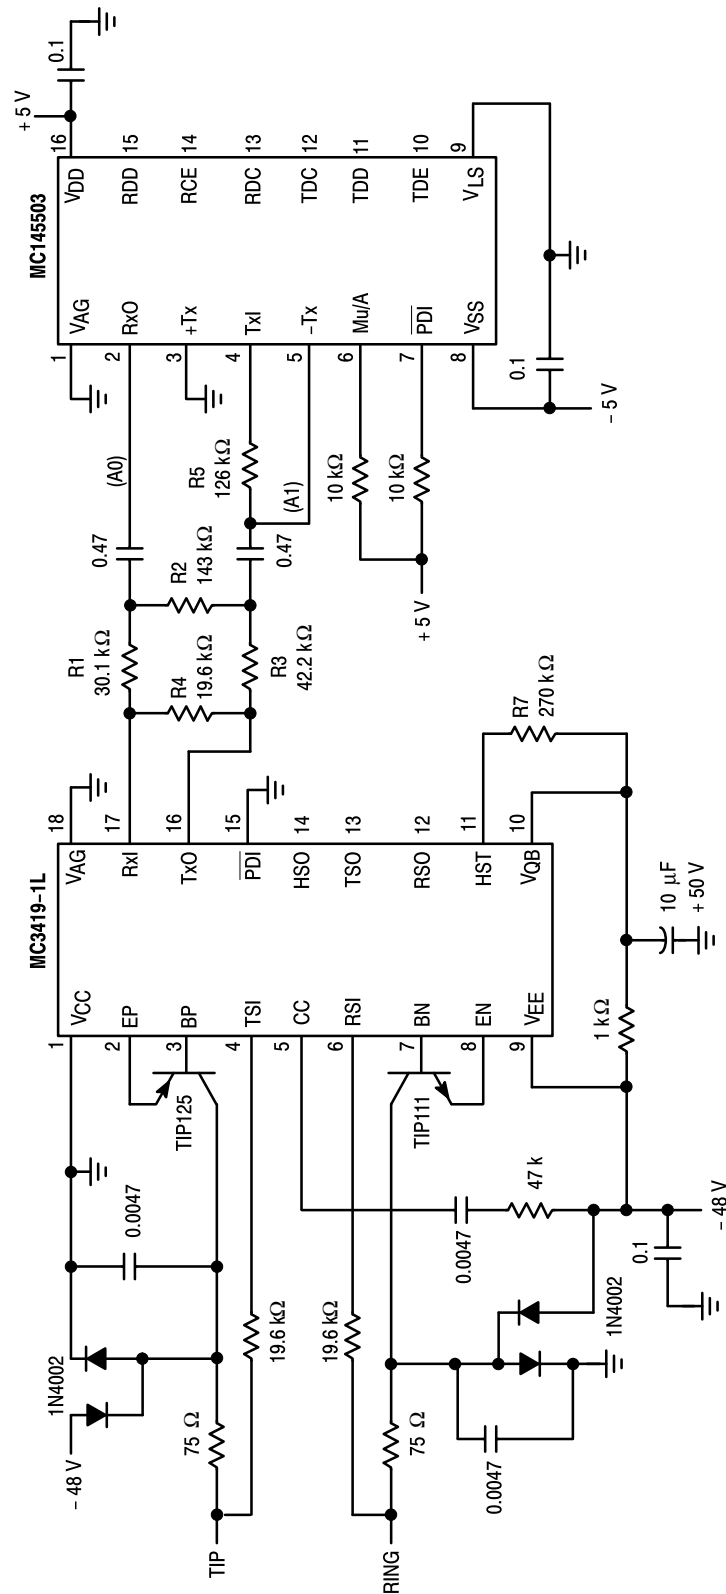 MC3419-1L
MC145503
TIP
RING
– 48 V
1N4002
0.0047
75 Ω
19.6 kΩ
19.6 kΩ
75 Ω
0.0047
1N4002
0.1
– 48 V
0.0047
47 k
TIP125
TIP111
1 kΩ
10 μF
+ 50 V
1 VCC
2 EP
3 BP
4 TSI
5 CC
6 RSI
7 BN
8 EN
9 VEE
VAG 18
RxI 17
TxO 16
PDI 15
HSO 14
TSO 13
RSO 12
HST 11
VQB 10
R7
270 kΩ
R1
30.1 kΩ
R4
19.6 kΩ
R3
42.2 kΩ
R2
143 kΩ
0.47
0.47
(A0)
R5
126 kΩ
(A1)
10 kΩ
10 kΩ
+ 5 V
1 VAG
2 RxO
3 +Tx
4 TxI
5 -Tx
6 Mu/A
7 PDI
8 VSS
VDD 16
RDD 15
RCE 14
RDC 13
TDC 12
TDD 11
TDE 10
VLS 9
+ 5 V
0.1
0.1
– 5 V